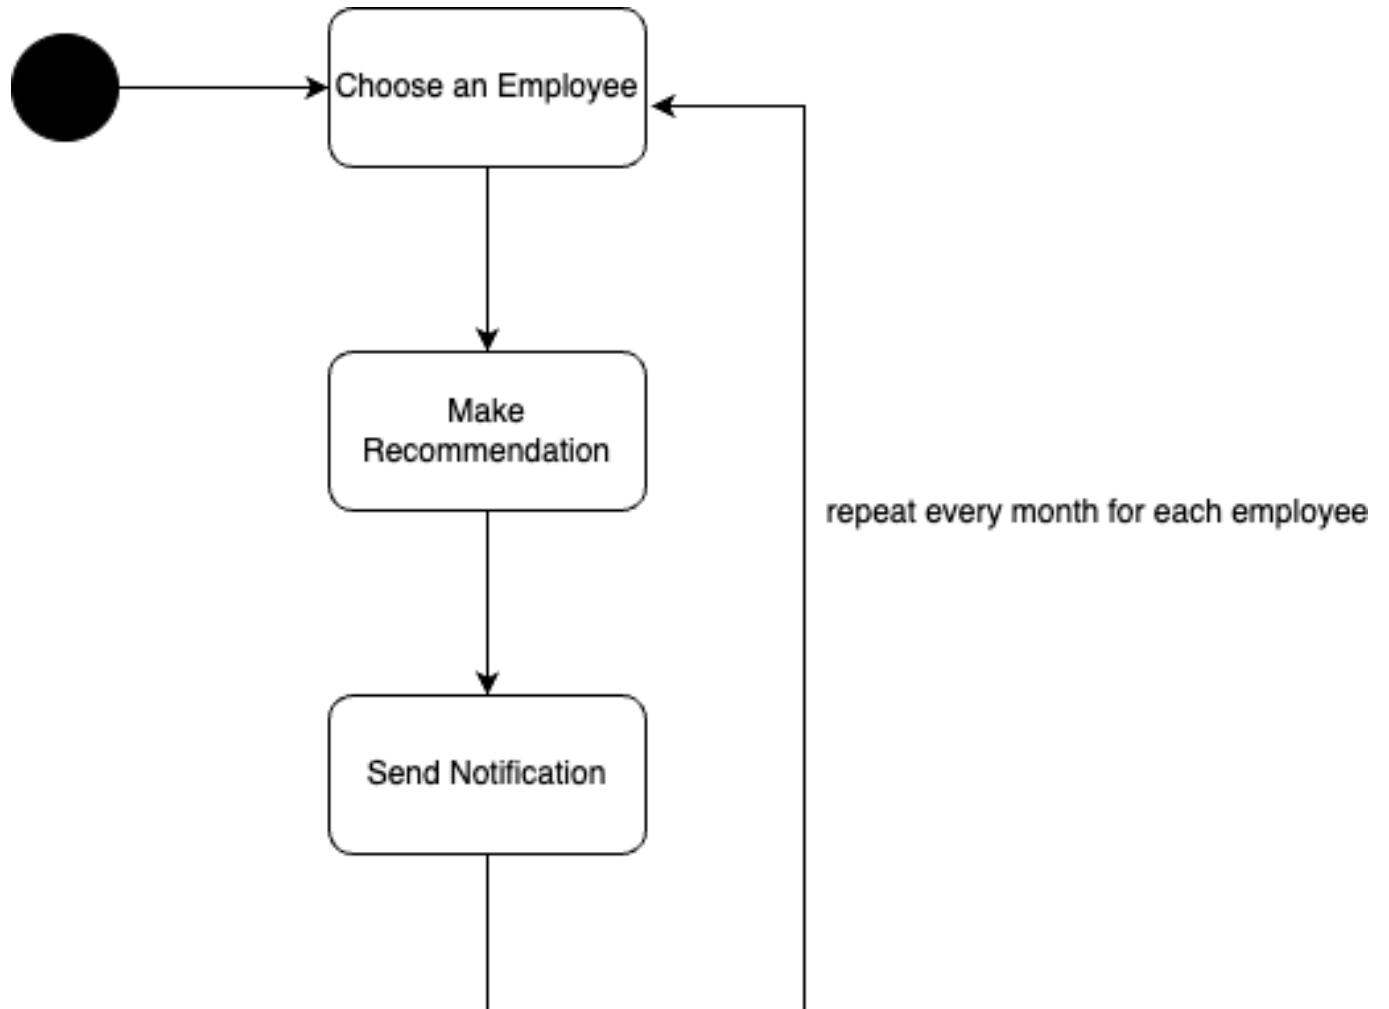 Choose an Employee
Make
Recommendation
repeat every month for each employee
Send Notification